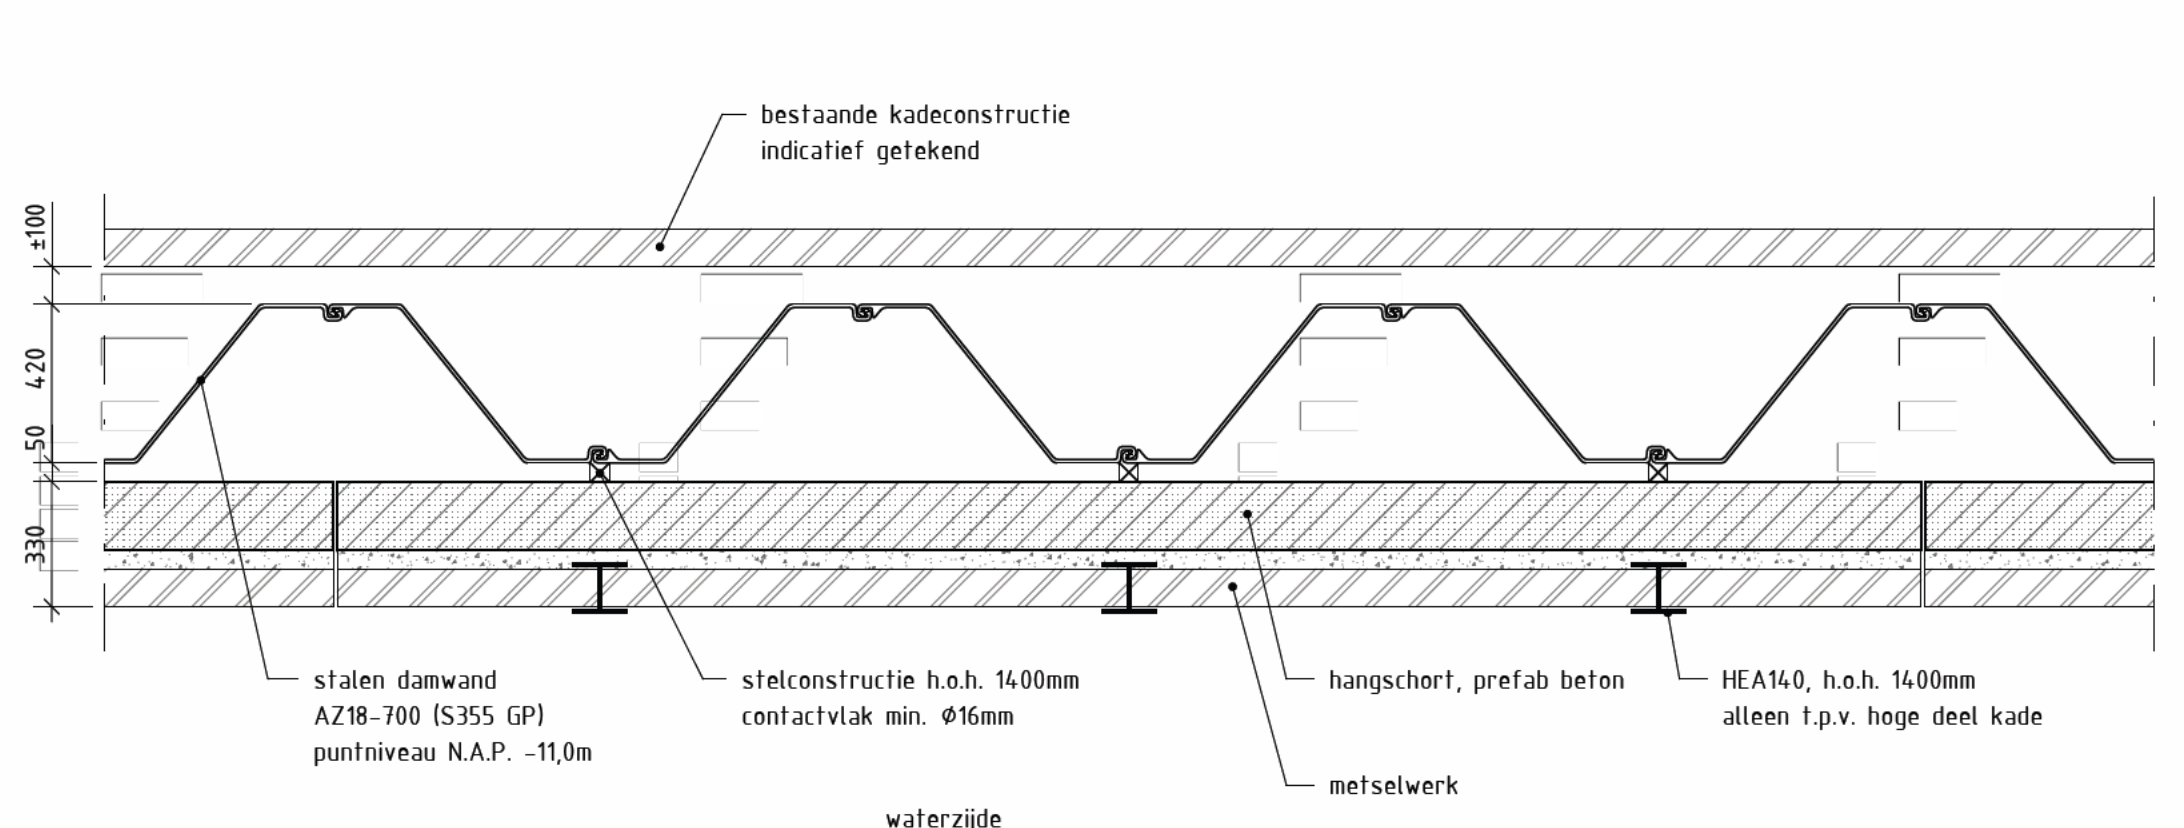 bestaande kadeconstructie
indicatief getekend
±100
420
50
330
stalen damwand
AZ18-700 (S355 GP)
puntniveau N.A.P. -11,0m
stelconstructie h.o.h. 1400mm
contactvlak min. Ø16mm
hangschort, prefab beton
metselwerk
HEA140, h.o.h. 1400mm
alleen t.p.v. hoge deel kade
waterzijde